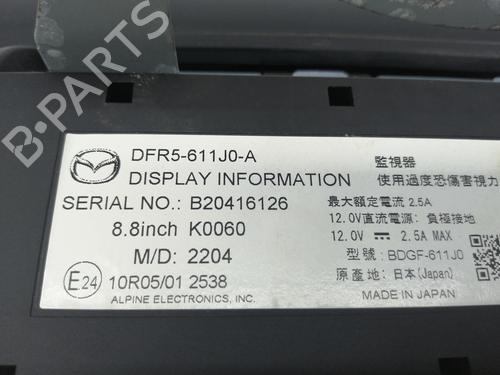 B-PARTS
DFR5-611J0-A
DISPLAY INFORMATION
SERIAL NO.: B20416126
8.8inch K0060
M/D: 2204
E24 10R05/01 2538
ALPINE ELECTRONICS, INC.
監視器
使用過度恐傷害視力
最大額定電流 2.5A
12.0V直流電源: 負極接地
12.0V 2.5A MAX
型號: BDGF-611J0
原產地: 日本(Japan)
MADE IN JAPAN